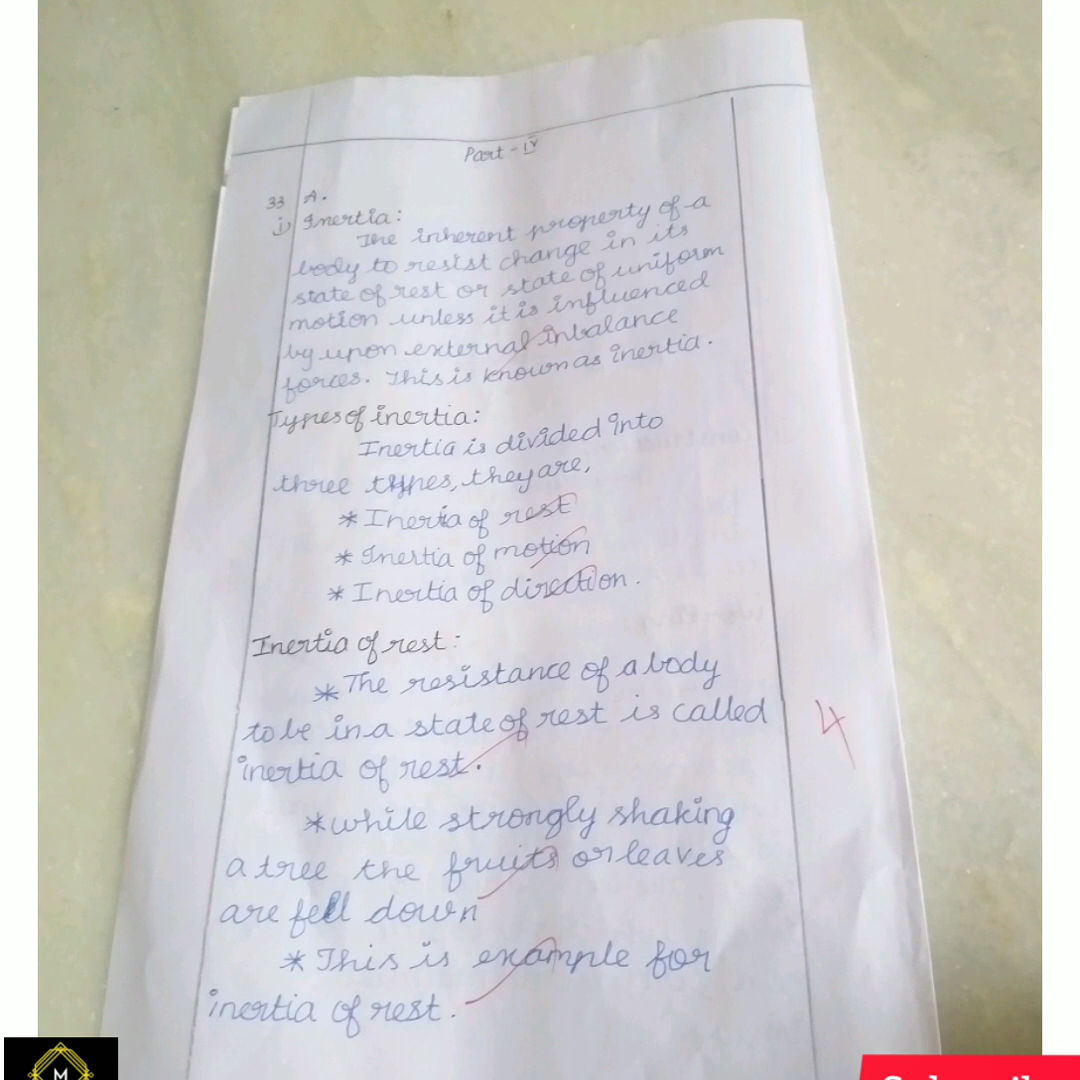 Part - IV
33 A.
i) Inertia:
The inherent property of a
body to resist change in its
state of rest or state of uniform
motion unless it is influenced
by upon external inbalance
forces. This is known as inertia.
Types of inertia:
Inertia is divided into
three types, they are,
* Inertia of rest
* Inertia of motion
* Inertia of direction.
Inertia of rest:
* The resistance of a body
to be in a state of rest is called
inertia of rest.
4
* while strongly shaking
a tree the fruits or leaves
are fell down
* This is example for
inertia of rest.
M